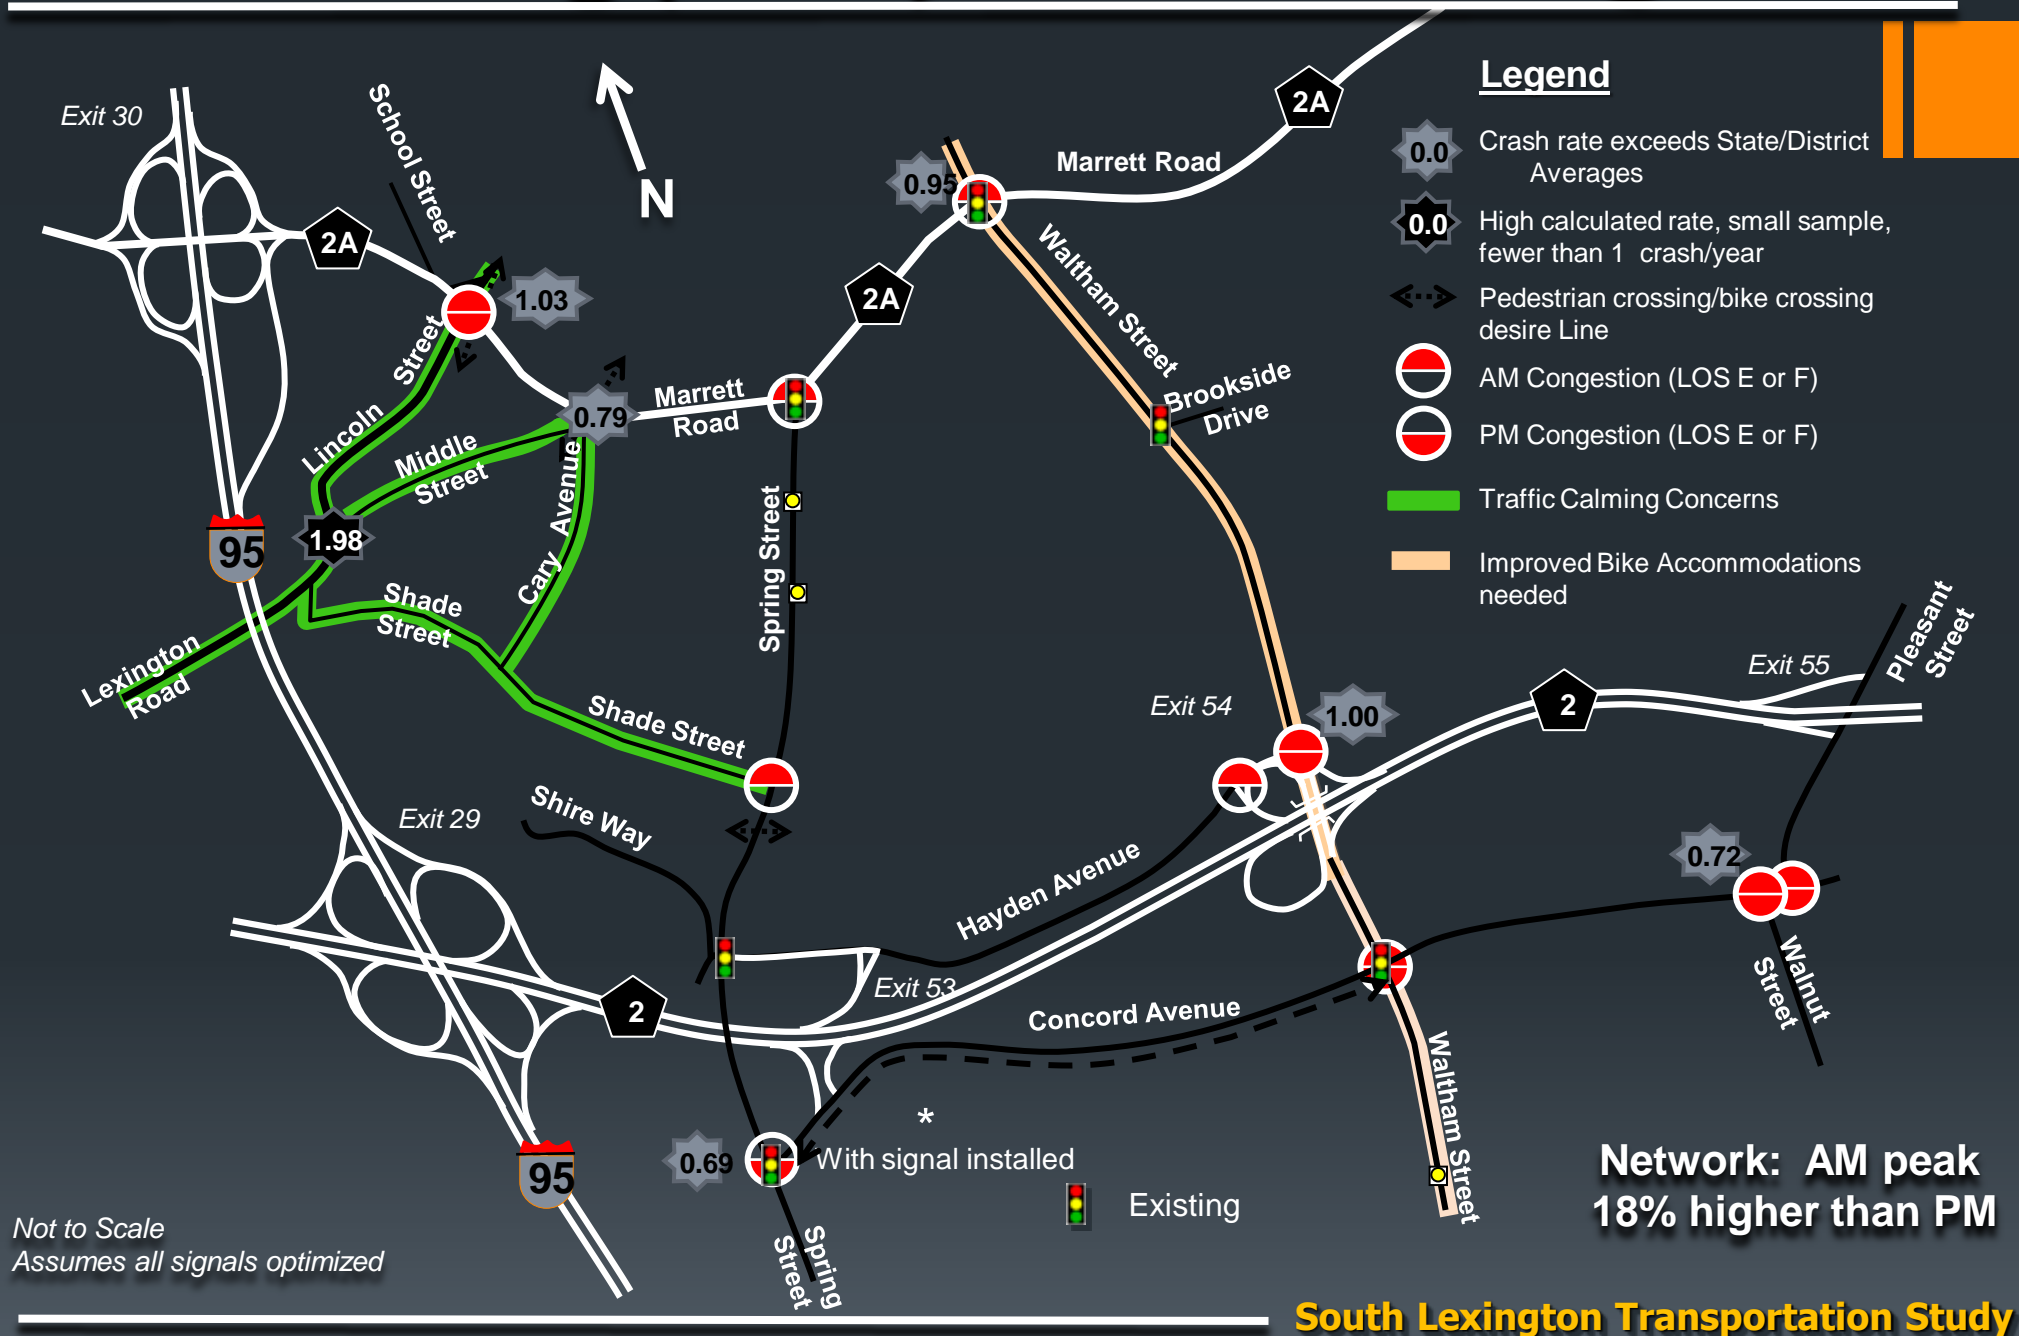 Legend
0.0
Crash rate exceeds State/District
Averages
0.0
High calculated rate, small sample,
fewer than 1 crash/year
Pedestrian crossing/bike crossing
desire Line
AM Congestion (LOS E or F)
PM Congestion (LOS E or F)
Traffic Calming Concerns
Improved Bike Accommodations
needed
Exit 30
School Street
2A
N
2A
Marrett Road
0.95
2A
1.03
Waltham Street
Lincoln
Street
0.79
Marrett
Road
Brookside
Drive
Middle
Street
Cary Avenue
Spring Street
95
1.98
Shade
Street
Lexington
Road
Shade Street
Exit 54
1.00
2
Exit 55
Pleasant
Street
Exit 29
Shire Way
Hayden Avenue
0.72
Exit 53
2
Concord Avenue
Walnut
Street
Waltham Street
*
0.69
With signal installed
95
Existing
Spring
Street
Network: AM peak
18% higher than PM
Not to Scale
Assumes all signals optimized
South Lexington Transportation Study